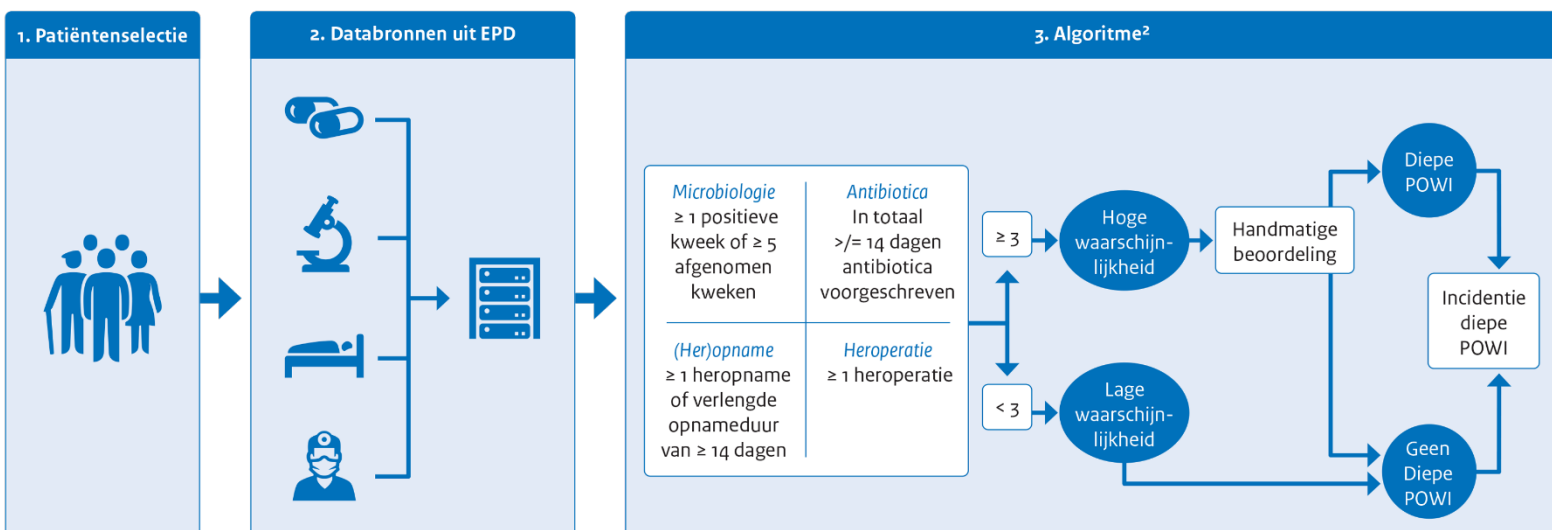 1. Patiëntenselectie
2. Databronnen uit EPD
3. Algoritme²
Microbiologie
≥ 1 positieve
kweek of ≥ 5
afgenomen
kweken
Antibiotica
In totaal
>/= 14 dagen
antibiotica
voorgeschreven
(Her)opname
≥ 1 heropname
of verlengde
opnameduur
van ≥ 14 dagen
Heroperatie
≥ 1 heroperatie
≥ 3
< 3
Hoge
waarschijn-
lijkheid
Lage
waarschijn-
lijkheid
Handmatige
beoordeling
Diepe
POWI
Geen
Diepe
POWI
Incidentie
diepe
POWI